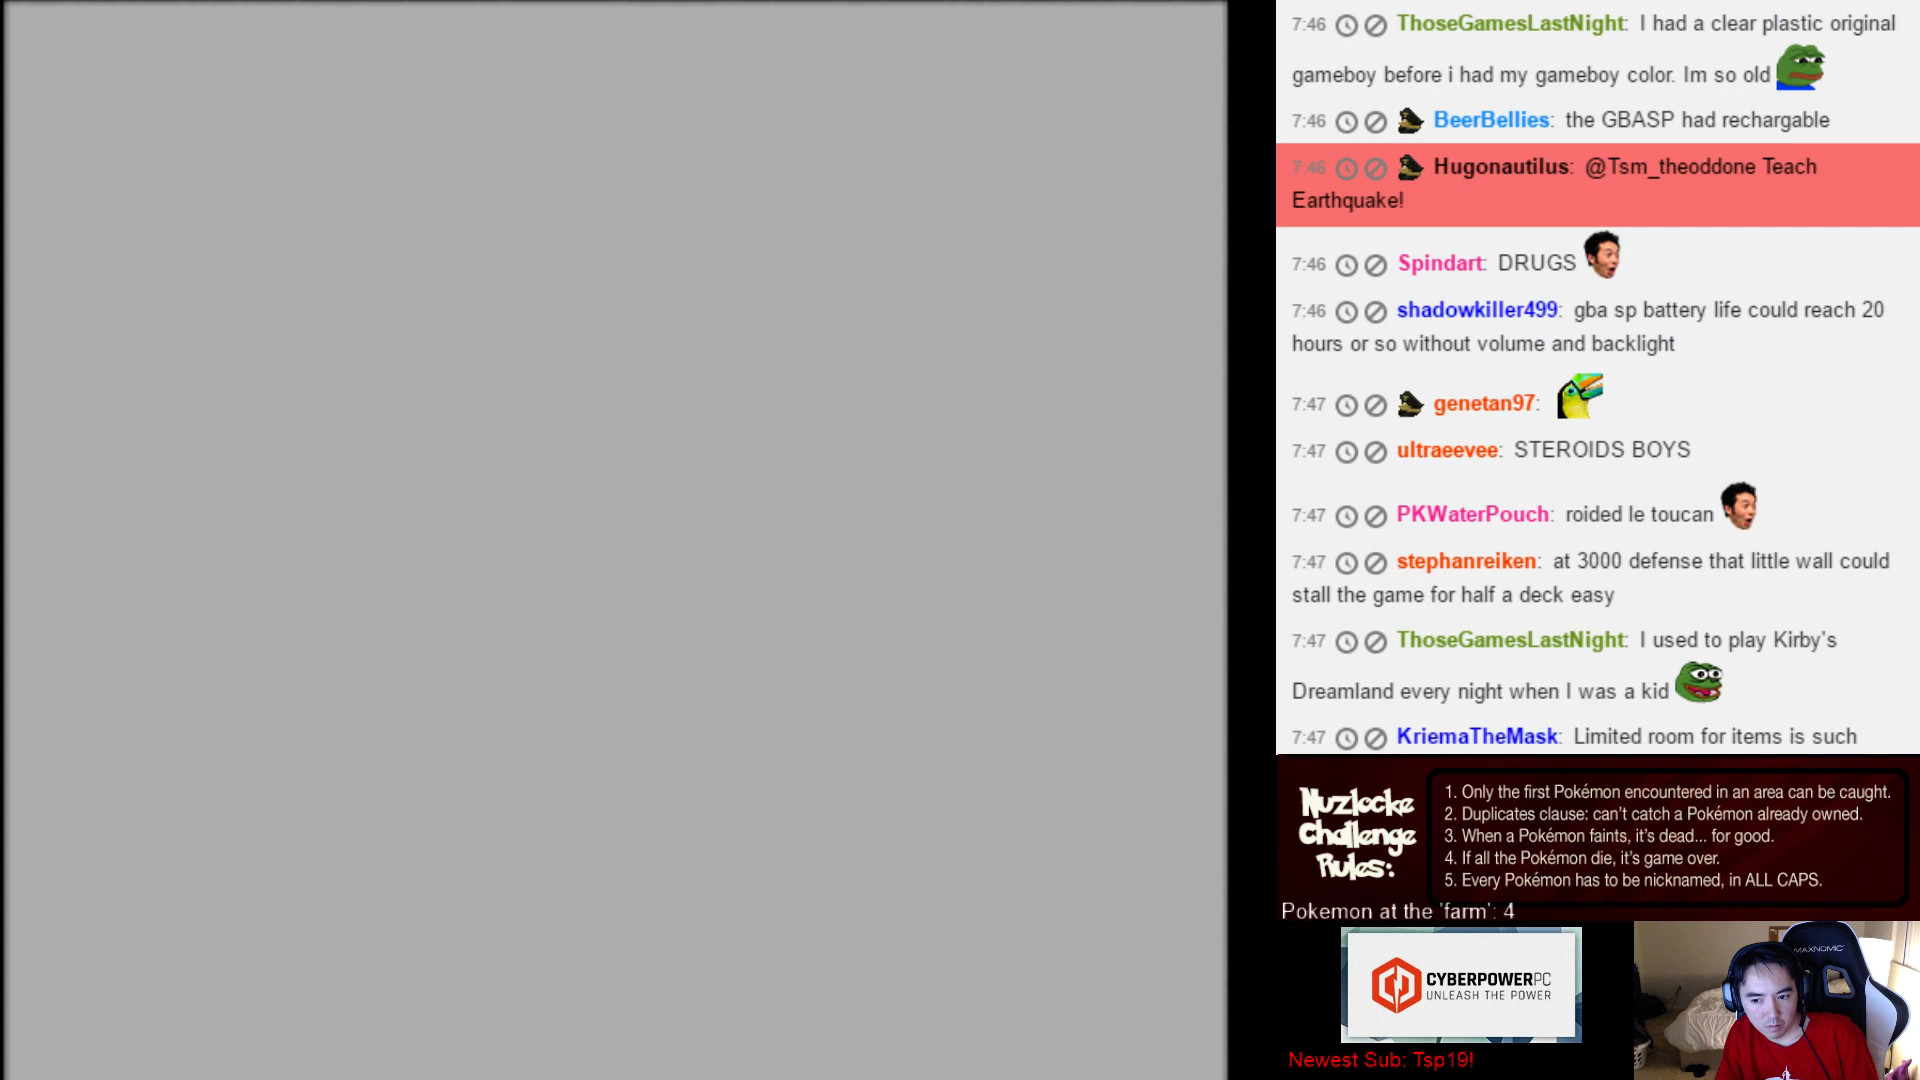 7:46 ThoseGamesLastNight: I had a clear plastic original
gameboy before i had my gameboy color. Im so old
7:46 BeerBellies: the GBASP had rechargable
7:46 Hugonautilus: @Tsm_theoddone Teach
Earthquake!
7:46 Spindart: DRUGS
7:46 shadowkiller499: gba sp battery life could reach 20
hours or so without volume and backlight
7:47 genetan97:
7:47 ultraeevee: STEROIDS BOYS
7:47 PKWaterPouch: roided le toucan
7:47 stephanreiken: at 3000 defense that little wall could
stall the game for half a deck easy
7:47 ThoseGamesLastNight: I used to play Kirby's
Dreamland every night when I was a kid
7:47 KriemaTheMask: Limited room for items is such
Nuzlocke
Challenge
Rules:
1. Only the first Pokémon encountered in an area can be caught.
2. Duplicates clause: can't catch a Pokémon already owned.
3. When a Pokémon faints, it's dead... for good.
4. If all the Pokémon die, it's game over.
5. Every Pokémon has to be nicknamed, in ALL CAPS.
Pokemon at the 'farm': 4
CYBERPOWERPC
UNLEASH THE POWER
MAXNOMIC
Newest Sub: Tsp19!